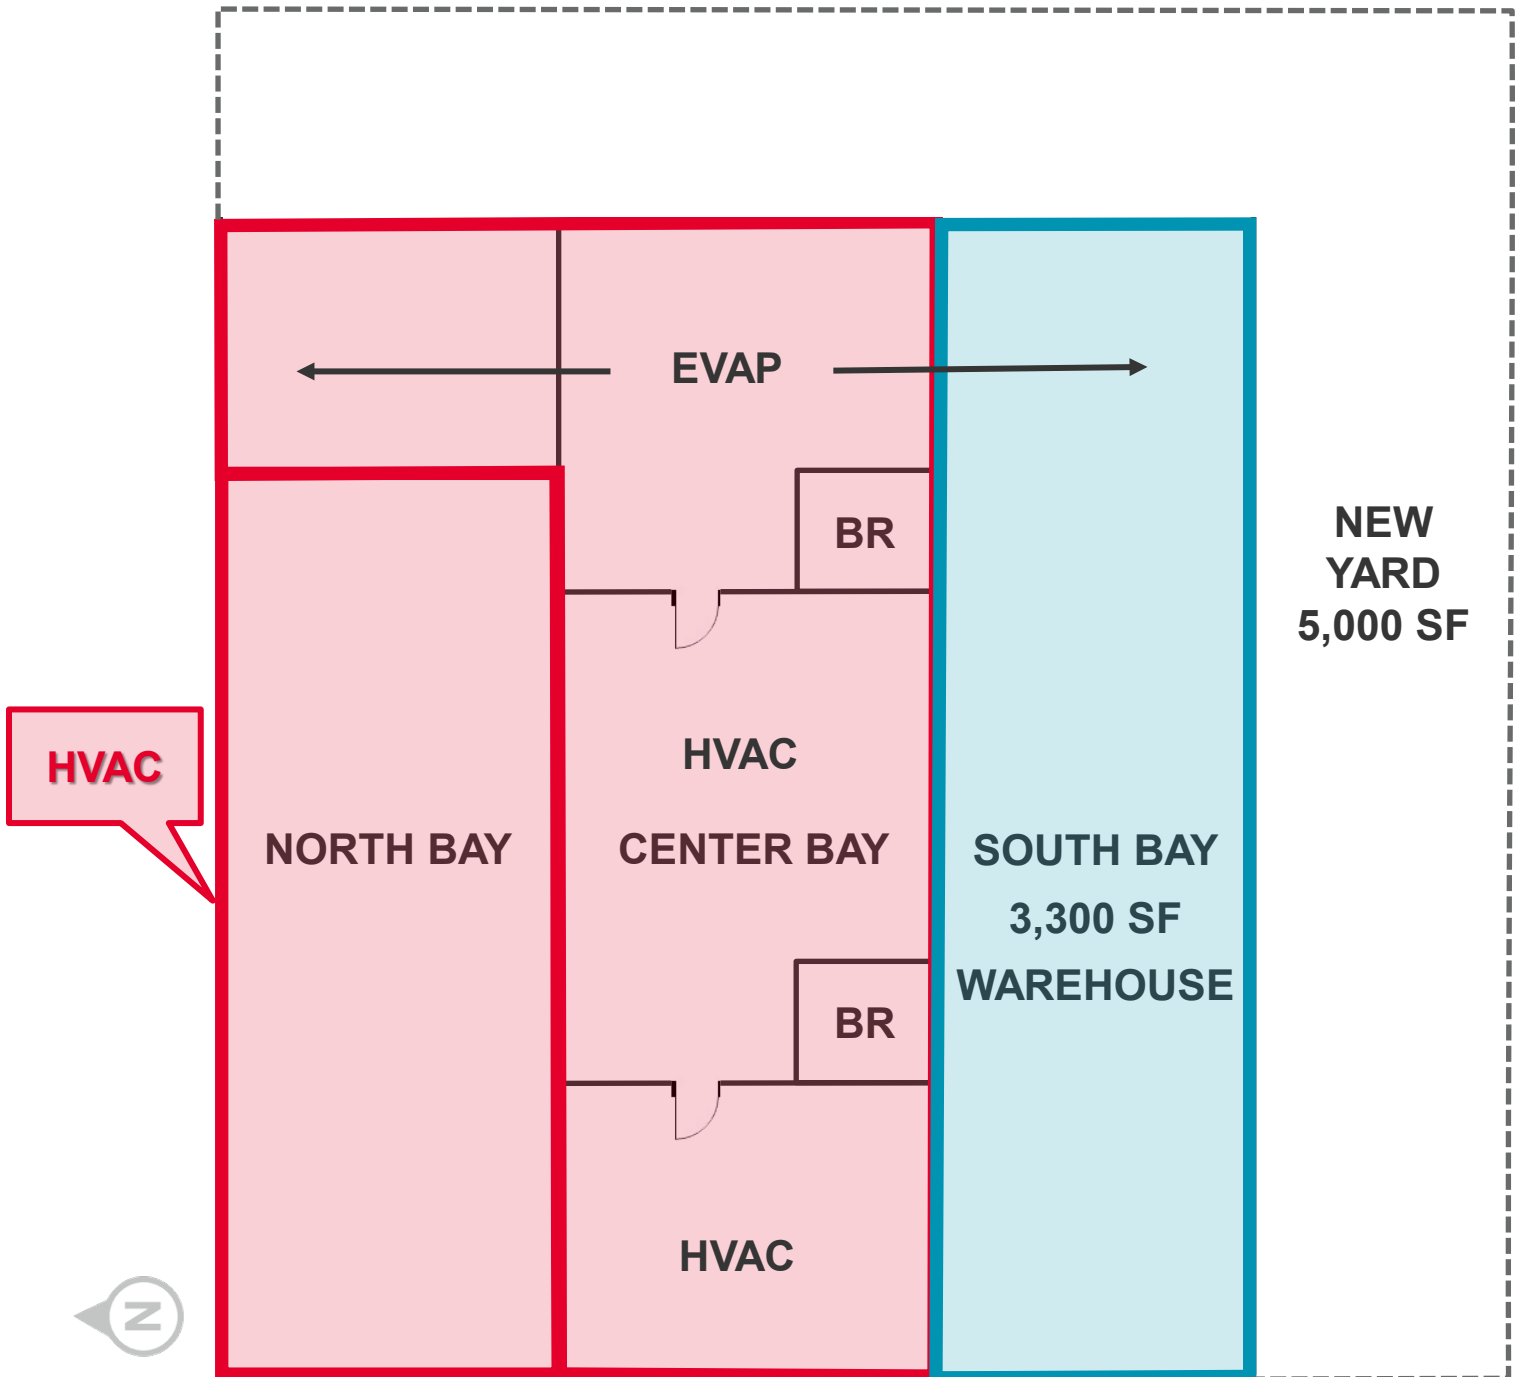 EVAP
BR
NEW
YARD
5,000 SF
HVAC
HVAC
NORTH BAY
CENTER BAY
SOUTH BAY
3,300 SF
WAREHOUSE
BR
HVAC
N